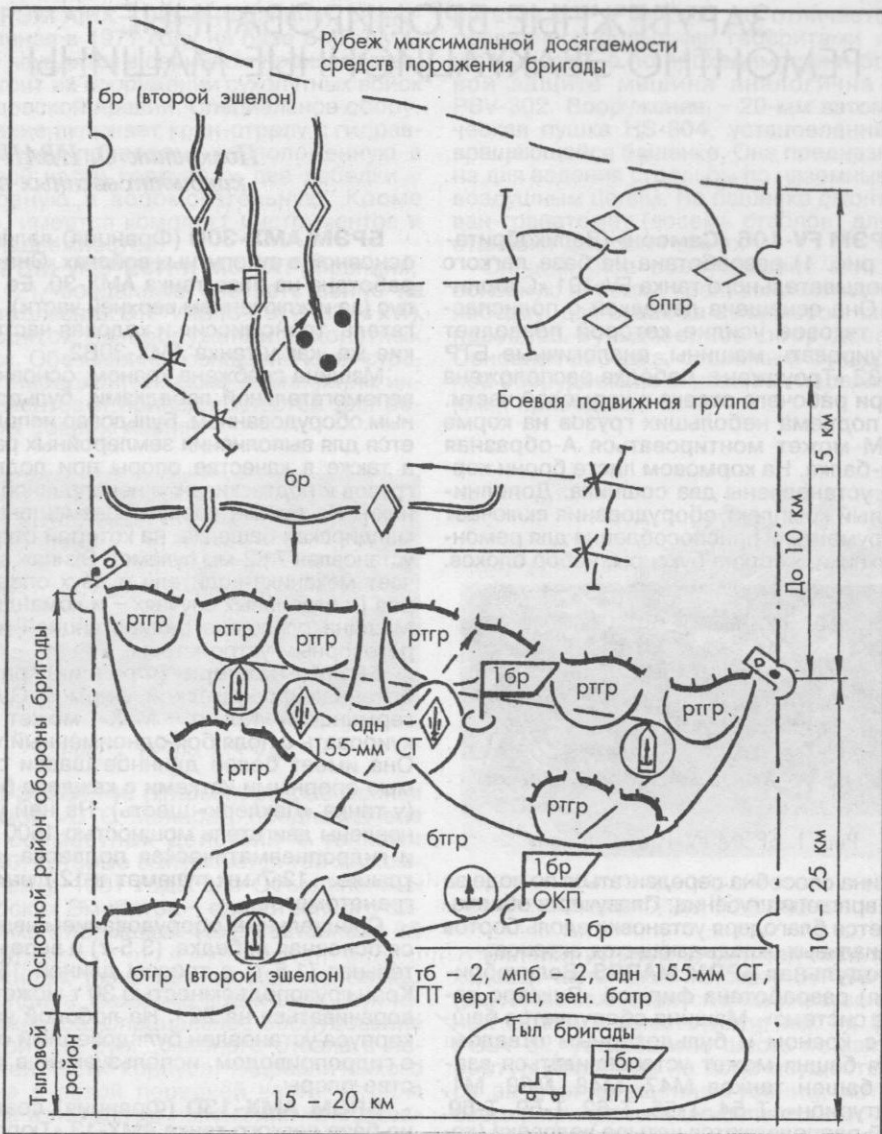 Рубеж максимальной досягаемости
средств поражения бригады
бр (второй эшелон)
бпгр
Боевая подвижная группа
5 км
до 10 км
бр
ртгр
ртгр
ртгр
ртгр
1бр
ртгр
ртгр
155-мм СГ
ртгр
ртгр
бтгр
1бр
ОКП
1 бр
10 – 25 км
Основной район обороны бригады
Тыловой район
бтгр (второй эшелон)
тб – 2, мпб – 2, садн 155-мм СГ,
ПТ верт. бн, зен. батр
Тыл бригады
1бр
ТПУ
15 – 20 км